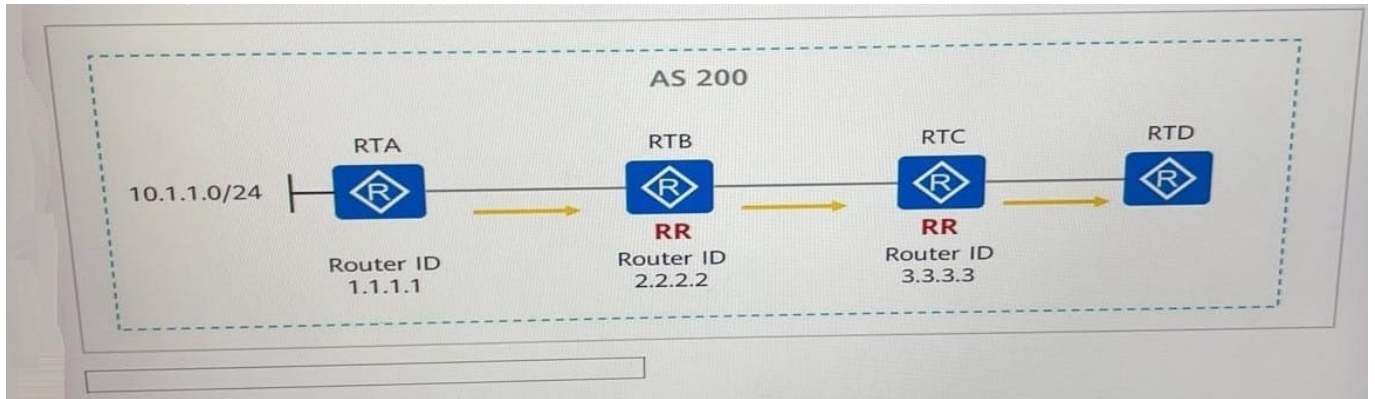 AS 200
RTA
RTB
RTC
RTD
10.1.1.0/24
R
R
R
R
RR
RR
Router ID
1.1.1.1
Router ID
2.2.2.2
Router ID
3.3.3.3